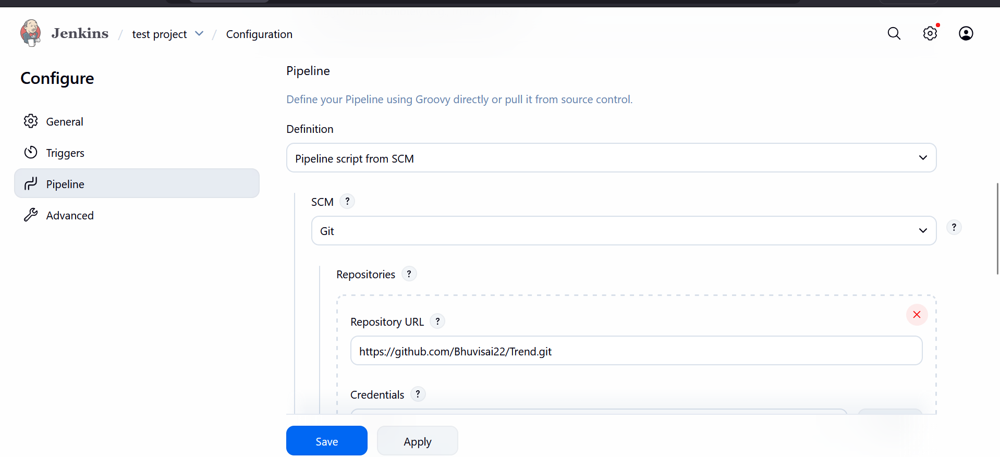 Jenkins / test project / Configuration
Configure
General
Triggers
Pipeline
Advanced
Pipeline
Define your Pipeline using Groovy directly or pull it from source control.
Definition
Pipeline script from SCM
SCM ?
Git
?
Repositories ?
Repository URL ?
https://github.com/Bhuvisai22/Trend.git
Credentials ?
Save
Apply